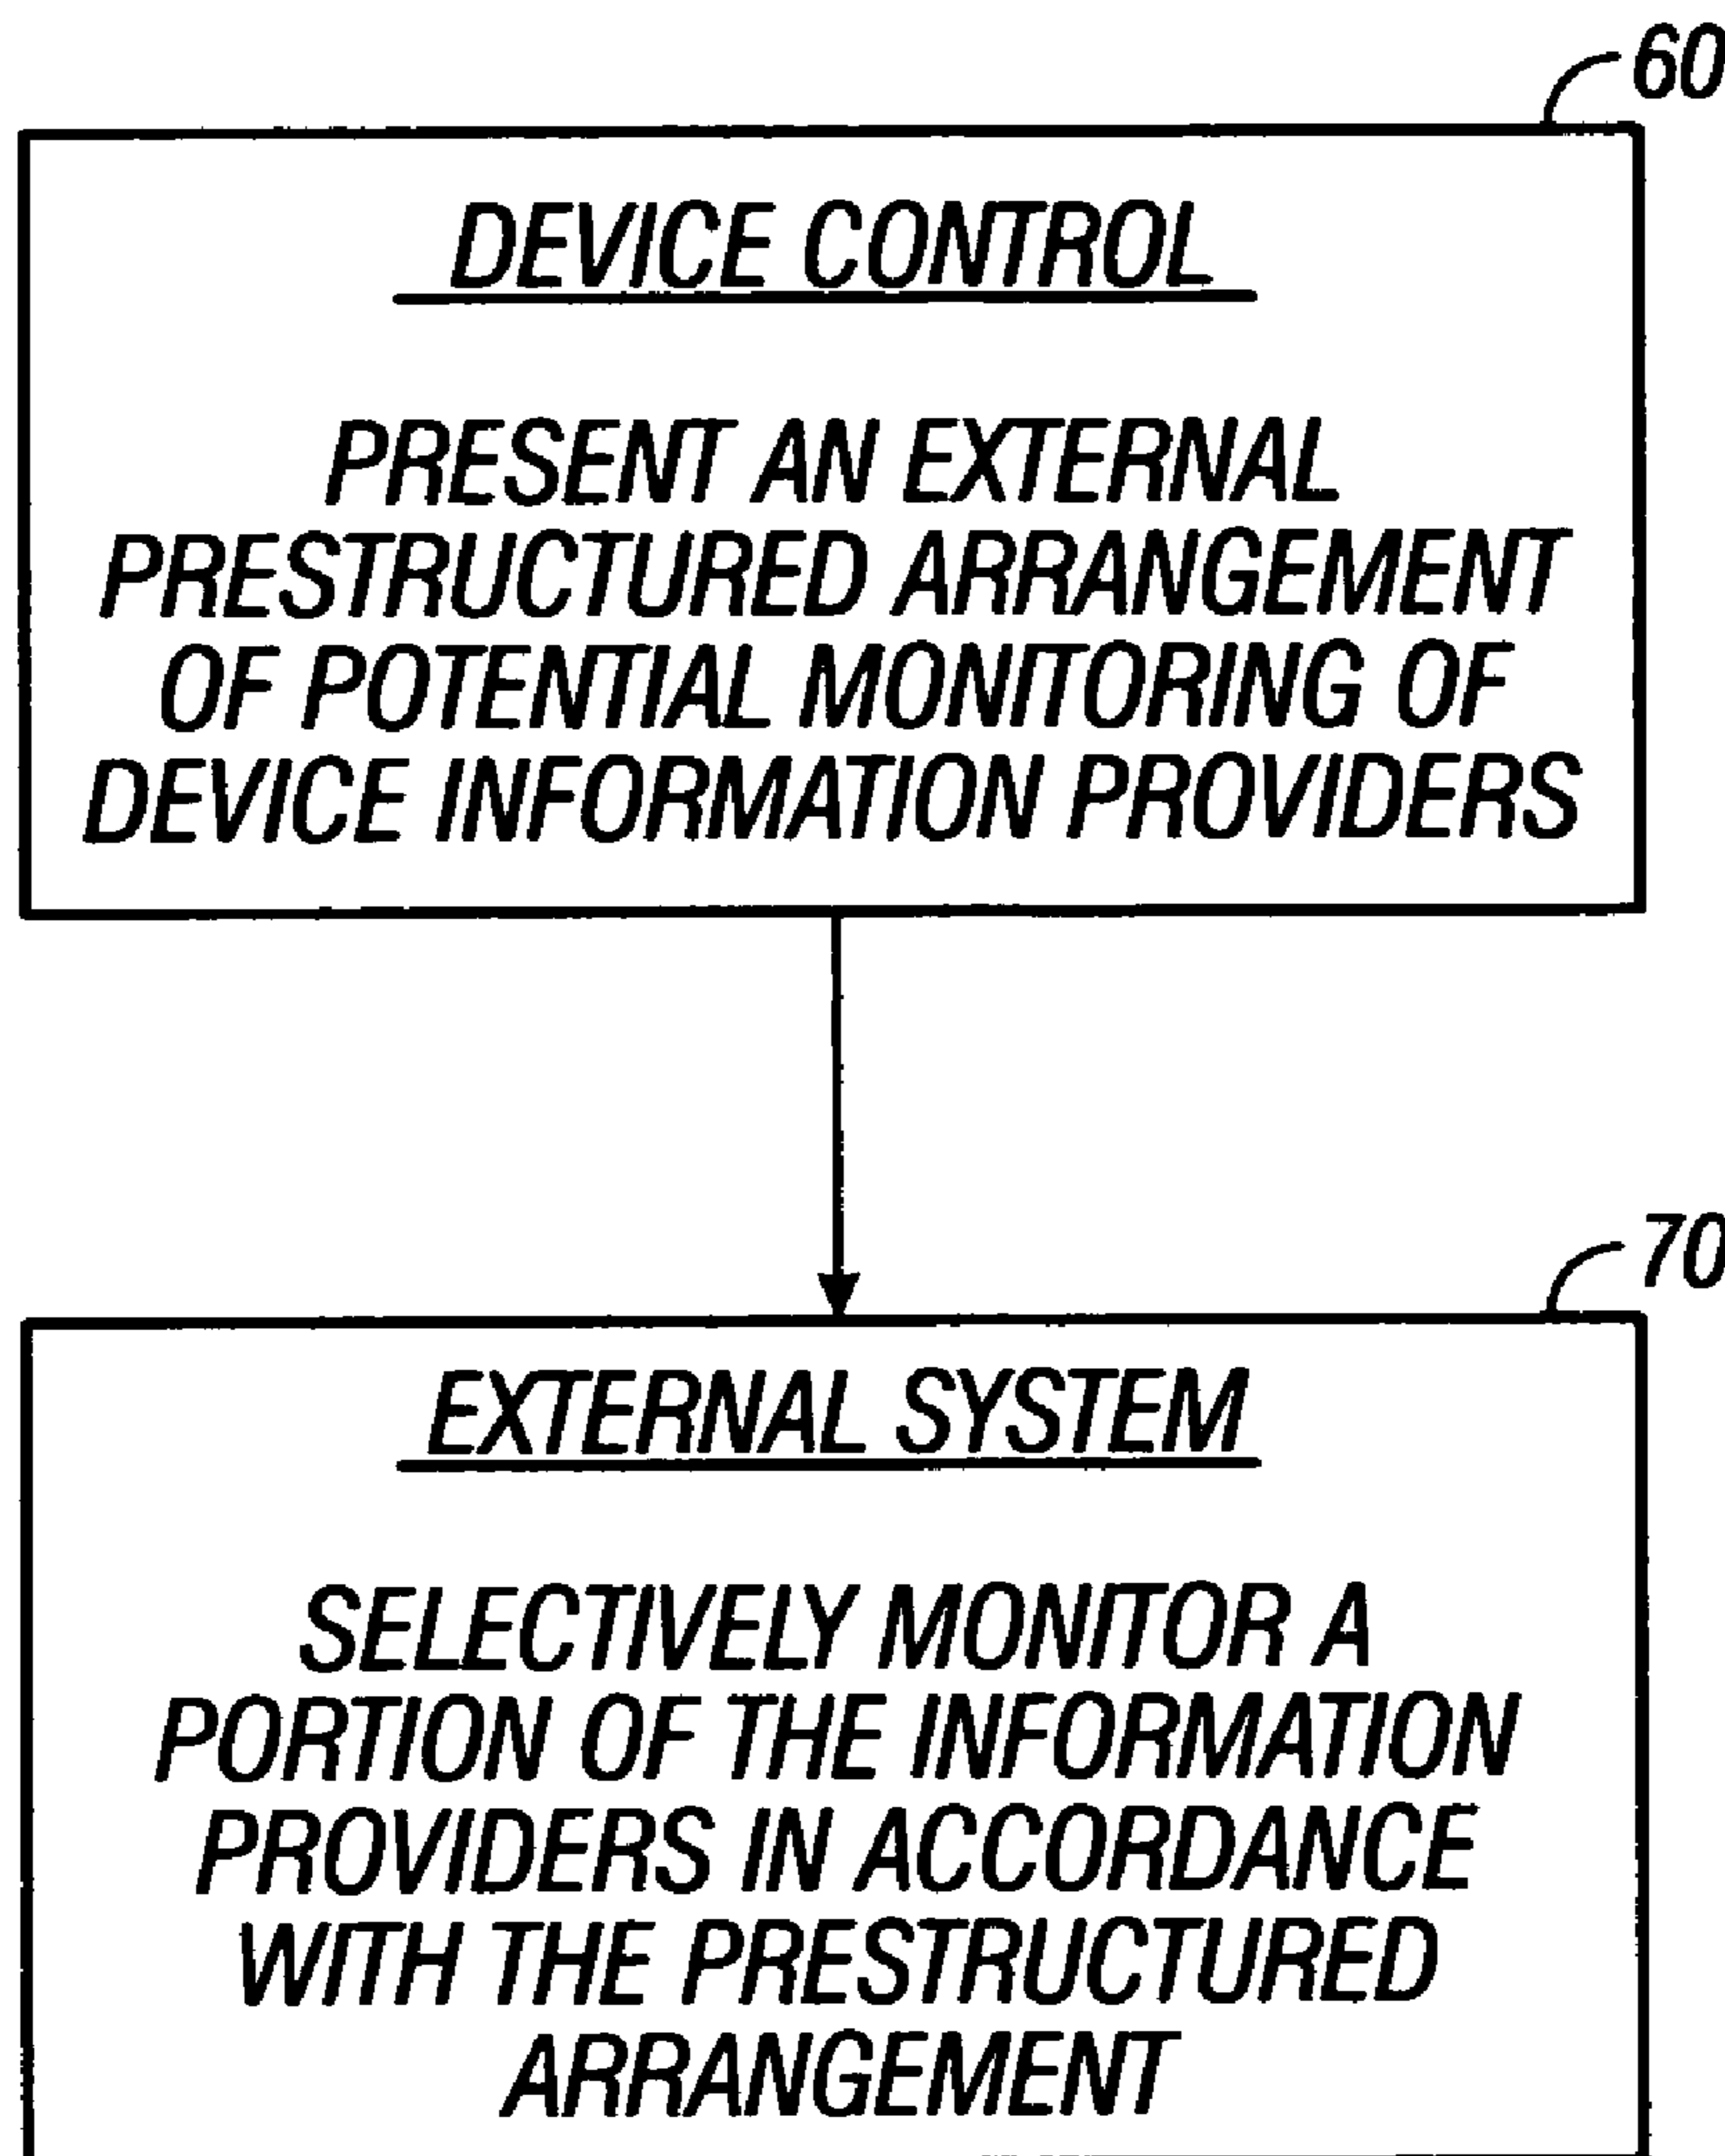 60
DEVICE CONTROL
PRESENT AN EXTERNAL
PRESTRUCTURED ARRANGEMENT
OF POTENTIAL MONITORING OF
DEVICE INFORMATION PROVIDERS
70
EXTERNAL SYSTEM
SELECTIVELY MONITOR A
PORTION OF THE INFORMATION
PROVIDERS IN ACCORDANCE
WITH THE PRESTRUCTURED
ARRANGEMENT